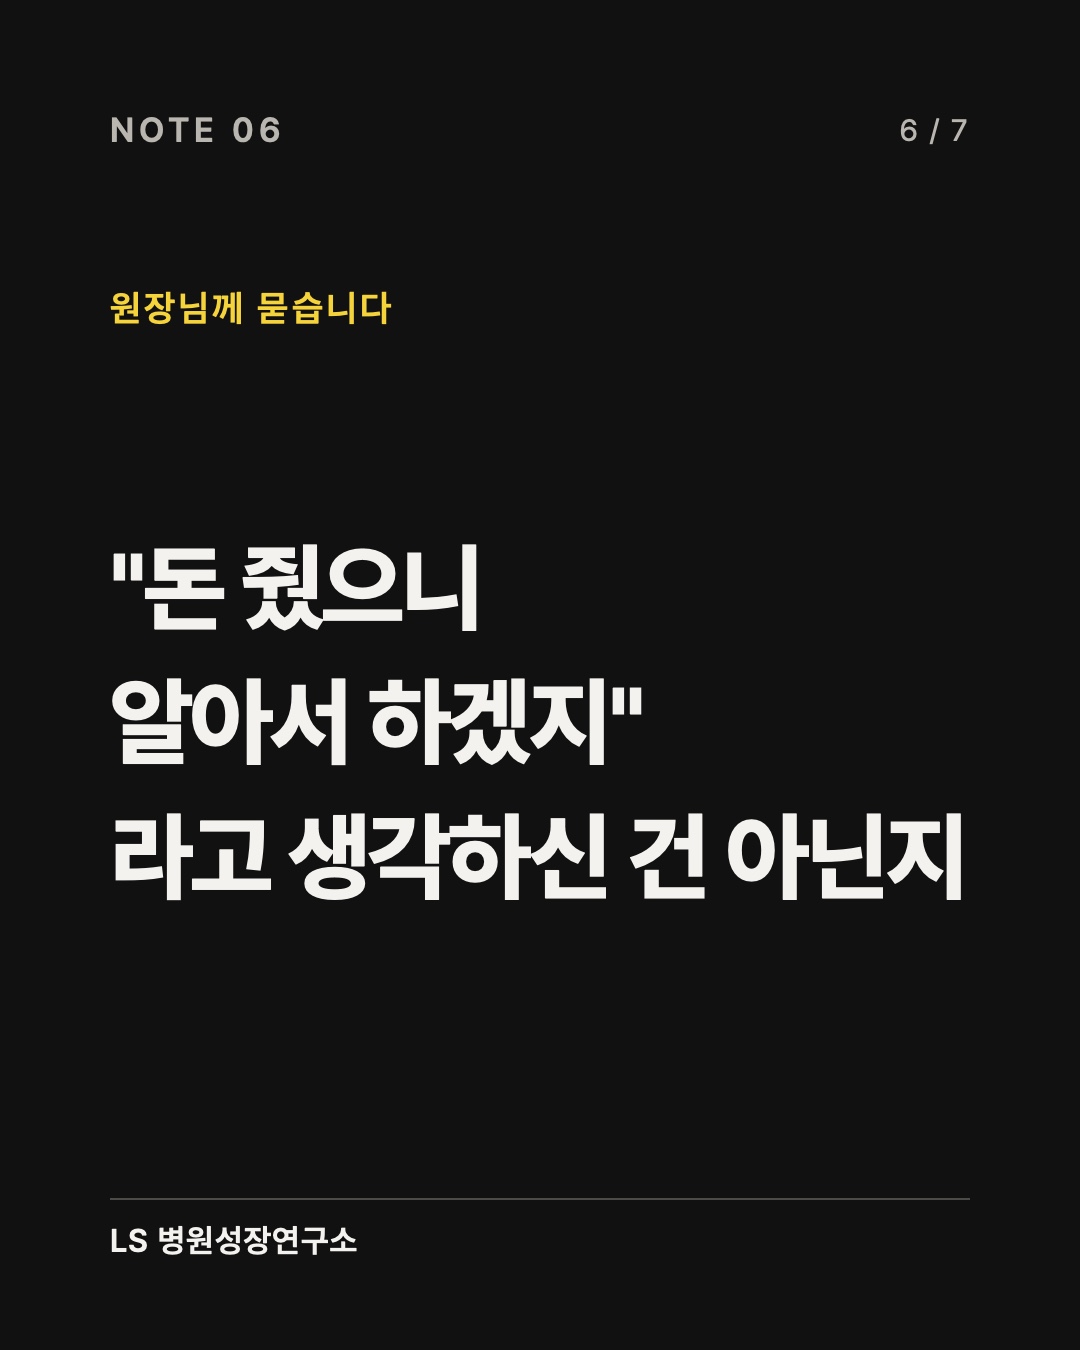 NOTE 06
6 / 7
원장님께 묻습니다
"돈 줬으니
알아서 하겠지"
라고 생각하신 건 아닌지
LS 병원성장연구소